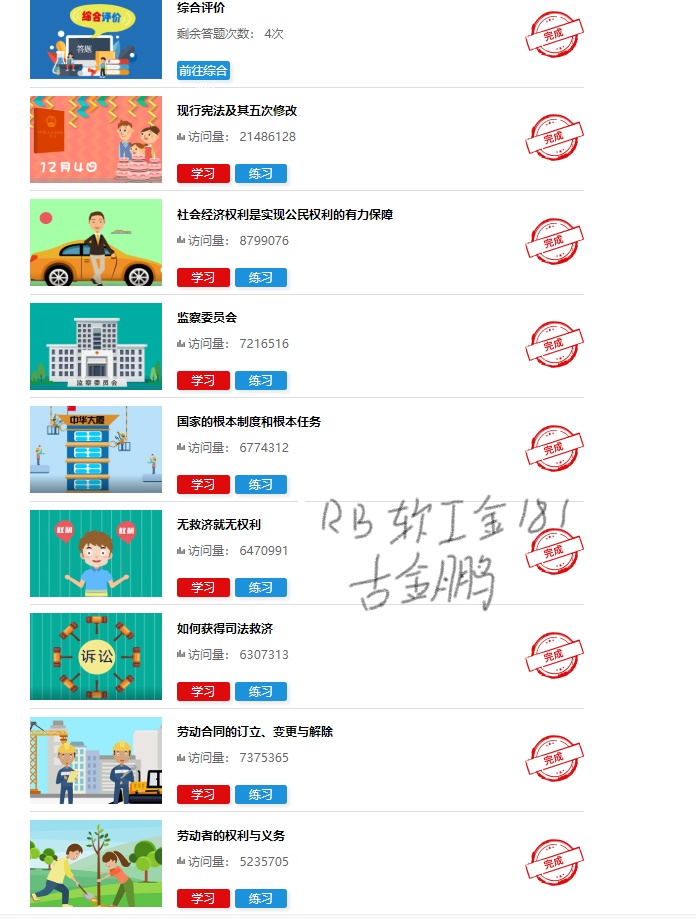 综合评价
答题
综合评价
剩余答题次数： 4次
前往综合
完成
12月4日
现行宪法及其五次修改
访问量： 21486128
学习 练习
完成
社会经济权利是实现公民权利的有力保障
访问量： 8799076
学习 练习
完成
监察委员会
监察委员会
访问量： 7216516
学习 练习
完成
中华大厦
国家的根本制度和根本任务
访问量： 6774312
学习 练习
完成
权利 权利
无救济就无权利
访问量： 6470991
学习 练习
完成
RB软工金181
古金鹏
诉讼
如何获得司法救济
访问量： 6307313
学习 练习
完成
劳动合同的订立、变更与解除
访问量： 7375365
学习 练习
完成
劳动者的权利与义务
访问量： 5235705
学习 练习
完成